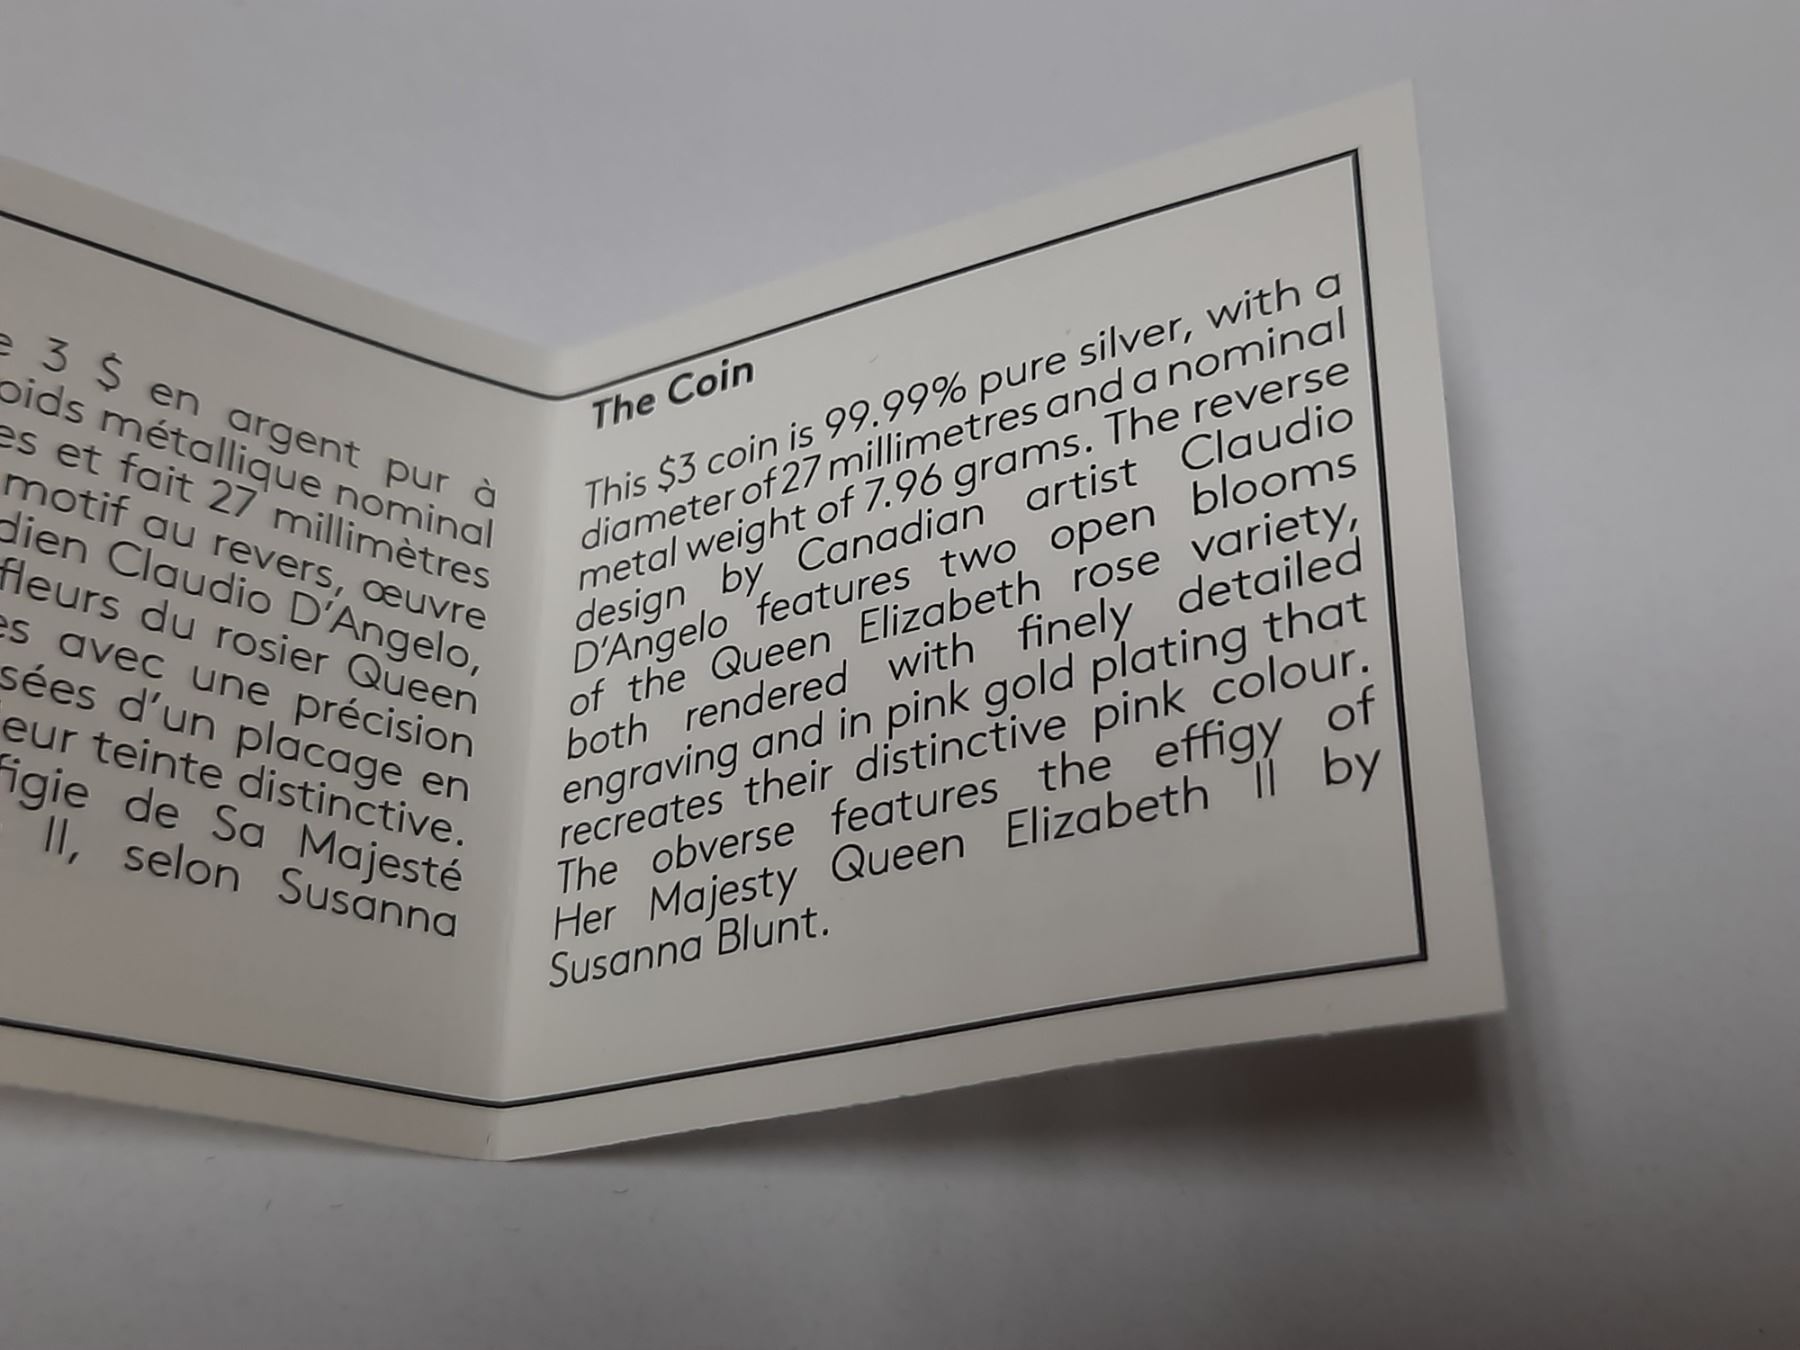 3 $ en argent pur à
métallique nominal
es et fait 27 millimètres
motif au revers, œuvre
dien Claudio D'Angelo,
fleurs du rosier Queen
es avec une précision
sées d'un placage en
leur teinte distinctive.
figie de Sa Majesté
II, selon Susanna
The Coin
This $3 coin is 99.99% pure silver, with a
diameter of 27 millimetres and a nominal
metal weight of 7.96 grams. The reverse
design by Canadian artist Claudio
D'Angelo features two open blooms
of the Queen Elizabeth rose variety,
both rendered with finely detailed
engraving and in pink gold plating that
recreates their distinctive pink colour.
The obverse features the effigy of
Her Majesty Queen Elizabeth II by
Susanna Blunt.